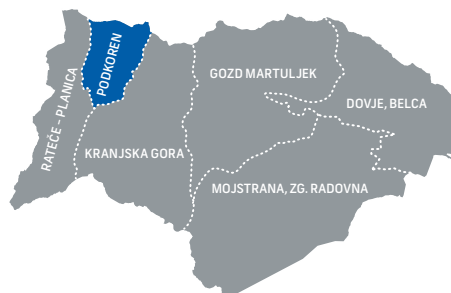 RATEČE – PLANICA
PODKOREN
KRANJSKA GORA
GOZD MARTULJEK
DOVJE, BELCA
MOJSTRANA, ZG. RADOVNA